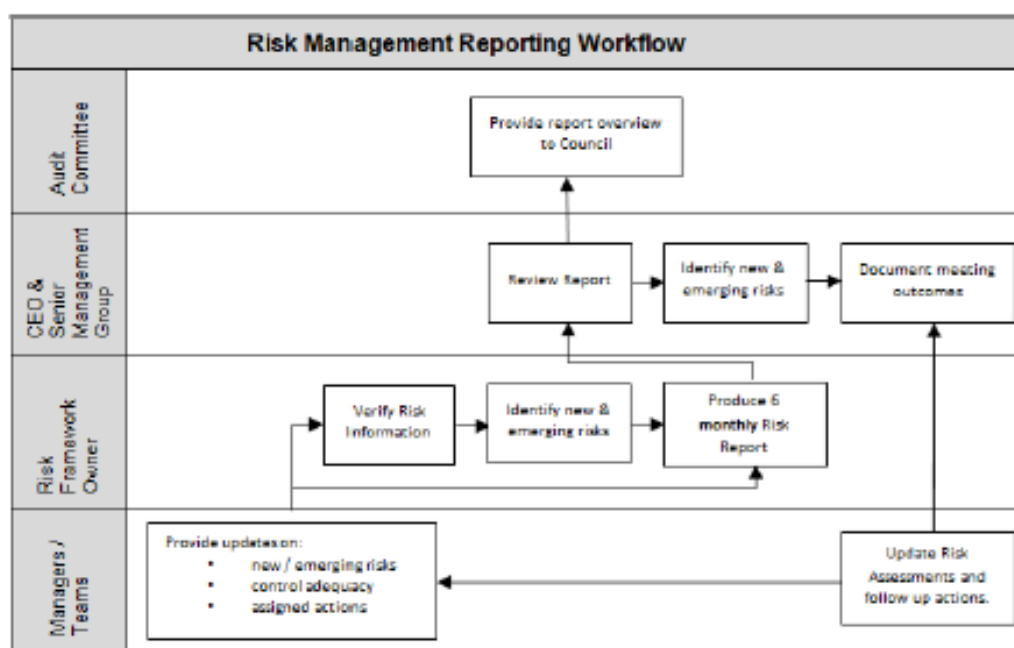 Risk Management Reporting Workflow
Audit
Committee
Provide report overview
to Council
CEO &
Senior
Management
Group
Review Report
Identify new &
emerging risks
Document meeting
outcomes
Risk
Framework
Owner
Verify Risk
Information
Identify new &
emerging risks
Produce 6
monthly Risk
Report
Managers /
Teams
Provide updates on:
▪ new / emerging risks
▪ control adequacy
▪ assigned actions
Update Risk
Assessments and
follow up actions.